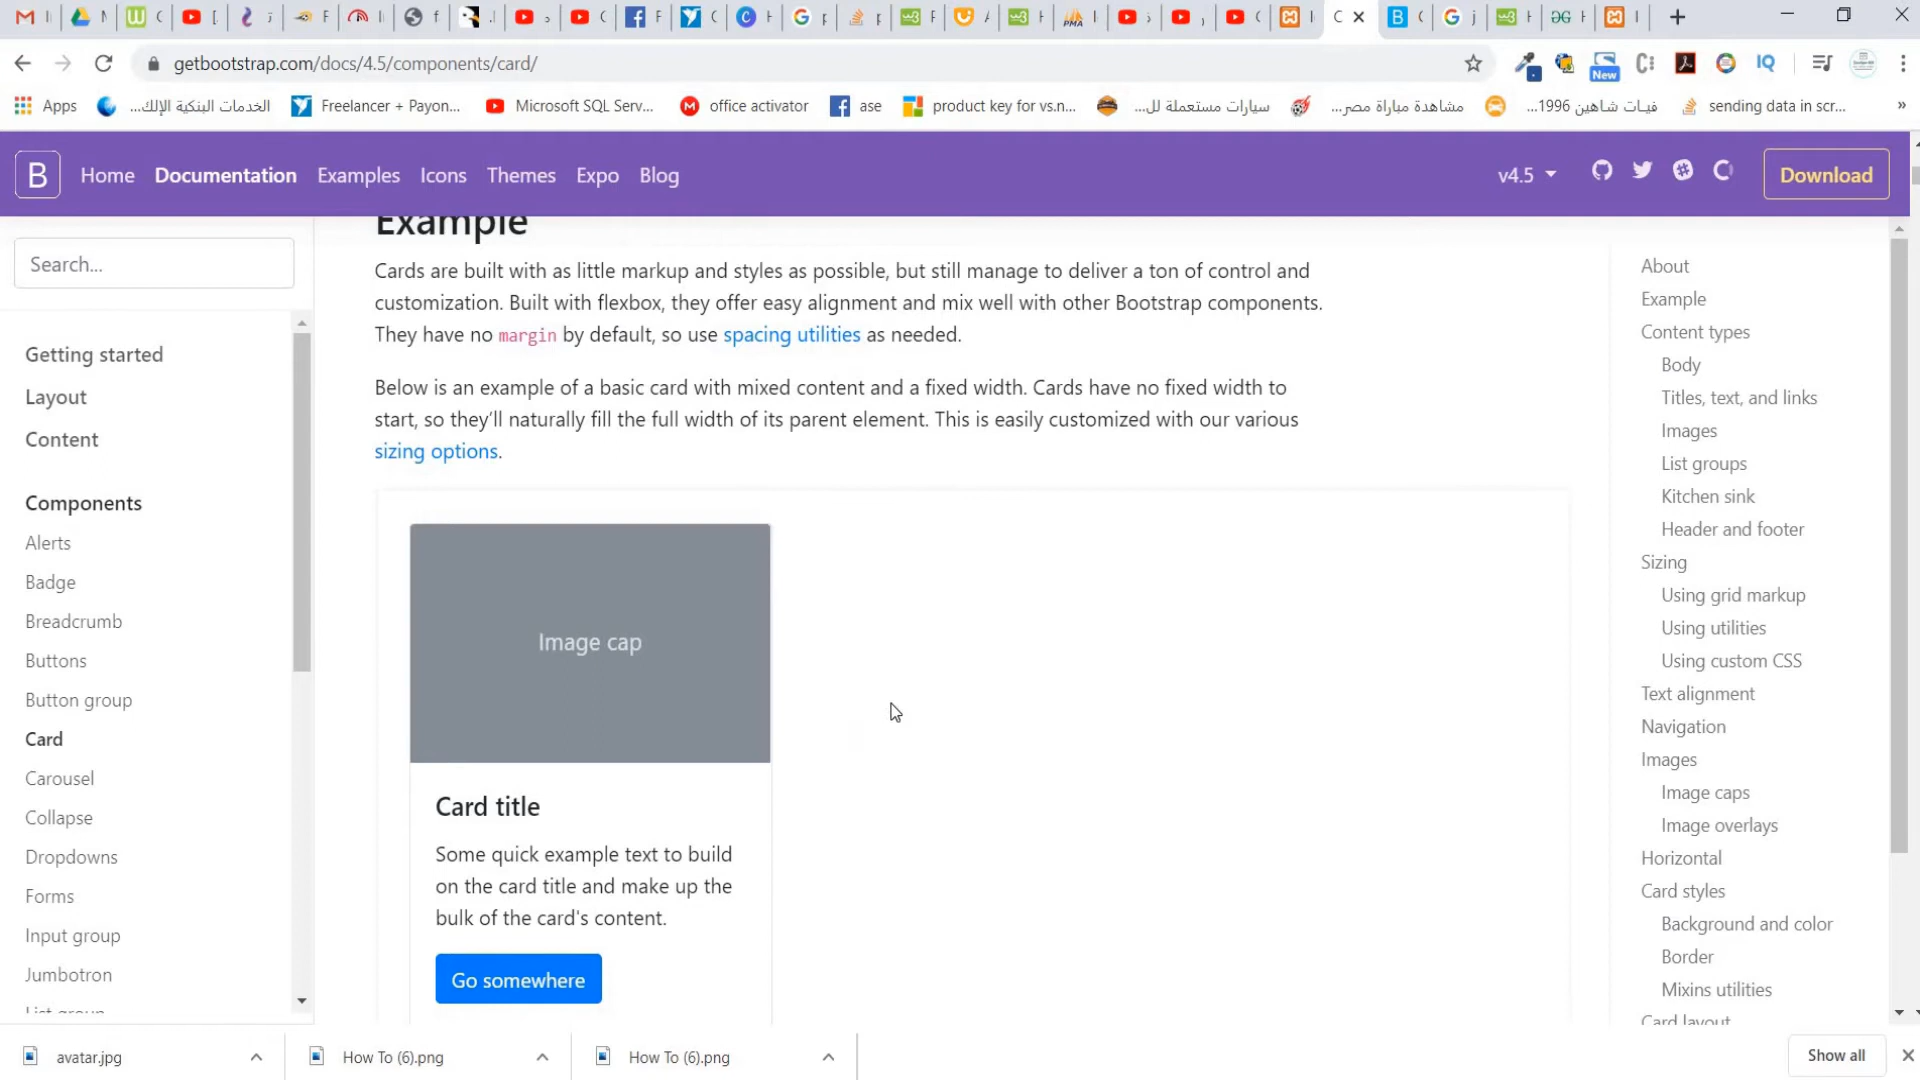 getbootstrap.com/docs/4.5/components/card/
New
Apps
الخدمات البنكية الإلك...
Freelancer + Payon...
Microsoft SQL Serv...
office activator
ase
product key for vs.n...
سيارات مستعملة لل...
مشاهدة مباراة مصر...
فيات شاهين 1996...
sending data in scr...
B
Home
Documentation
Examples
Icons
Themes
Expo
Blog
v4.5
Download
Search...
Getting started
Layout
Content
Components
Alerts
Badge
Breadcrumb
Buttons
Button group
Card
Carousel
Collapse
Dropdowns
Forms
Input group
Jumbotron
List group
Example
Cards are built with as little markup and styles as possible, but still manage to deliver a ton of control and
customization. Built with flexbox, they offer easy alignment and mix well with other Bootstrap components.
They have no margin by default, so use spacing utilities as needed.
Below is an example of a basic card with mixed content and a fixed width. Cards have no fixed width to
start, so they'll naturally fill the full width of its parent element. This is easily customized with our various
sizing options.
Image cap
Card title
Some quick example text to build
on the card title and make up the
bulk of the card's content.
Go somewhere
About
Example
Content types
Body
Titles, text, and links
Images
List groups
Kitchen sink
Header and footer
Sizing
Using grid markup
Using utilities
Using custom CSS
Text alignment
Navigation
Images
Image caps
Image overlays
Horizontal
Card styles
Background and color
Border
Mixins utilities
Card layout
avatar.jpg
How To (6).png
How To (6).png
Show all